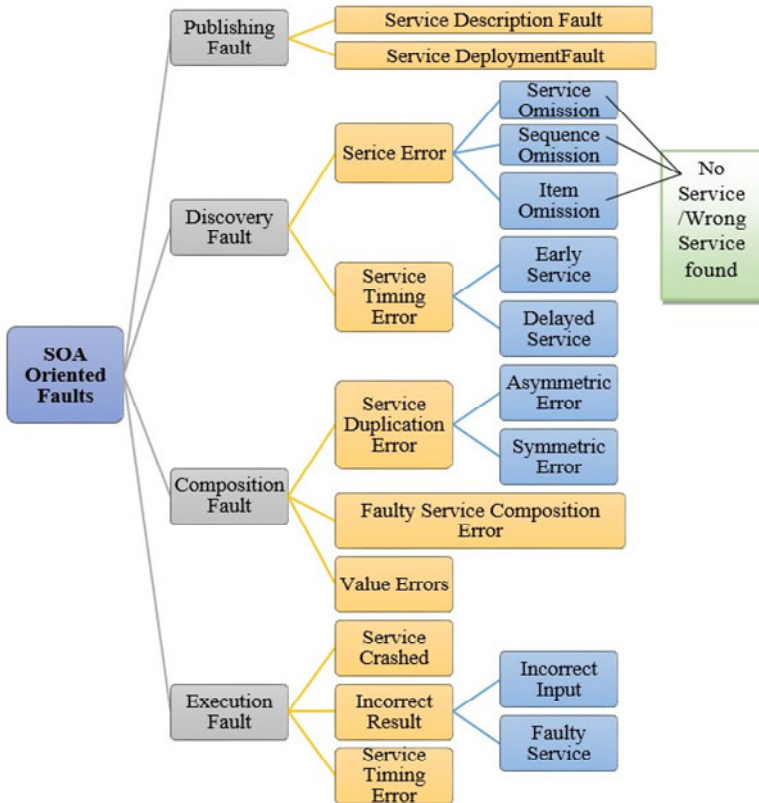 Publishing
Fault
Service Description Fault
Service DeploymentFault
Discovery
Fault
Serice Error
Service
Omission
Sequence
Omission
Item
Omission
No
Service
/Wrong
Service
found
Service
Timing
Error
Early
Service
Delayed
Service
SOA
Oriented
Faults
Composition
Fault
Service
Duplication
Error
Asymmetric
Error
Symmetric
Error
Faulty Service Composition
Error
Value Errors
Execution
Fault
Service
Crashed
Incorrect
Result
Incorrect
Input
Faulty
Service
Service
Timing
Error